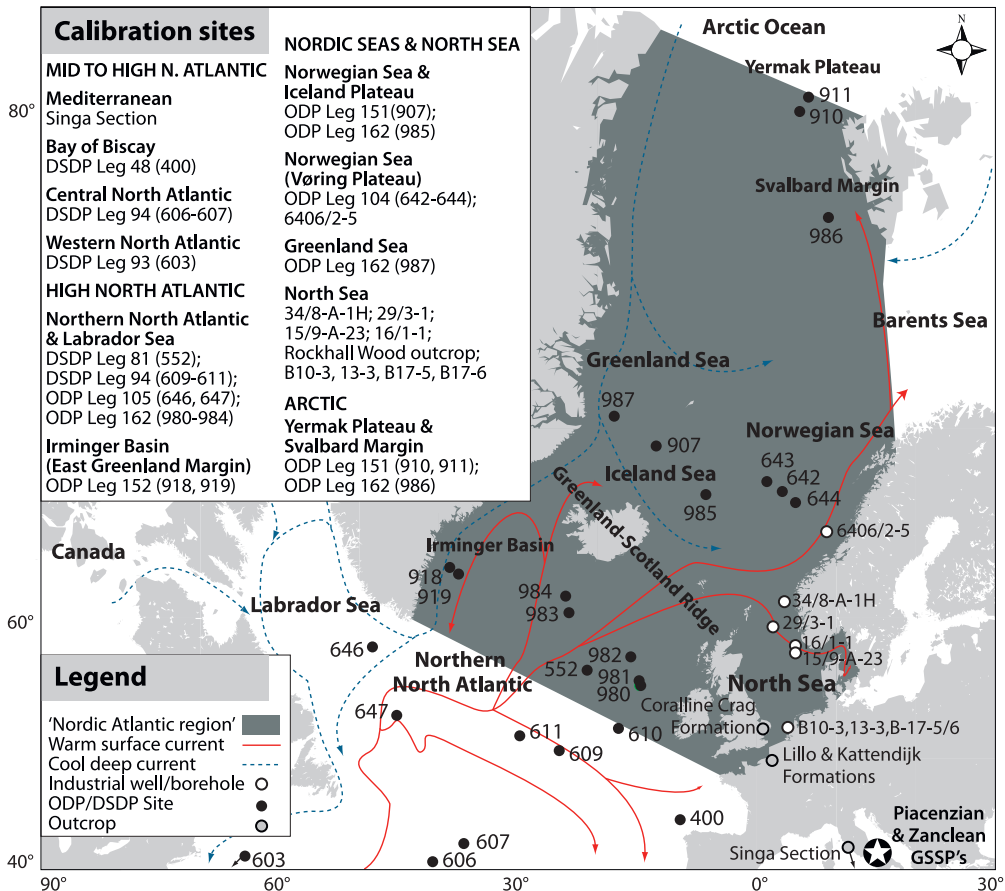 Calibration sites
MID TO HIGH N. ATLANTIC
Mediterranean
Singa Section
Bay of Biscay
DSDP Leg 48 (400)
Central North Atlantic
DSDP Leg 94 (606-607)
Western North Atlantic
DSDP Leg 93 (603)
HIGH NORTH ATLANTIC
Northern North Atlantic
& Labrador Sea
DSDP Leg 81 (552);
DSDP Leg 94 (609-611);
ODP Leg 105 (646, 647);
ODP Leg 162 (980-984)
Irminger Basin
(East Greenland Margin)
ODP Leg 152 (918, 919)
NORDIC SEAS & NORTH SEA
Norwegian Sea &
Iceland Plateau
ODP Leg 151(907);
ODP Leg 162 (985)
Norwegian Sea
(Vøring Plateau)
ODP Leg 104 (642-644);
6406/2-5
Greenland Sea
ODP Leg 162 (987)
North Sea
34/8-A-1H; 29/3-1;
15/9-A-23; 16/1-1;
Rockhall Wood outcrop;
B10-3, 13-3, B17-5, B17-6
ARCTIC
Yermak Plateau &
Svalbard Margin
ODP Leg 151 (910, 911);
ODP Leg 162 (986)
Arctic Ocean
N
Yermak Plateau
911
910
80°
Svalbard Margin
986
Barents Sea
Greenland Sea
987
907
Norwegian Sea
643
642
644
Iceland Sea
985
6406/2-5
Greenland-Scotland Ridge
Canada
Irminger Basin
918
919
984
983
34/8-A-1H
29/3-1
16/1-1
15/9-A-23
Labrador Sea
60°
646
Northern
North Atlantic
982
552
981
980
North Sea
Coralline Crag
Formation
B10-3,13-3,B-17-5/6
Lillo & Kattendijk
Formations
647
611
609
610
400
607
606
603
Piacenzian
& Zanclean
GSSP's
Singa Section
Legend
'Nordic Atlantic region'
Warm surface current
Cool deep current
Industrial well/borehole
ODP/DSDP Site
Outcrop
40°
90°
60°
30°
0°
30°